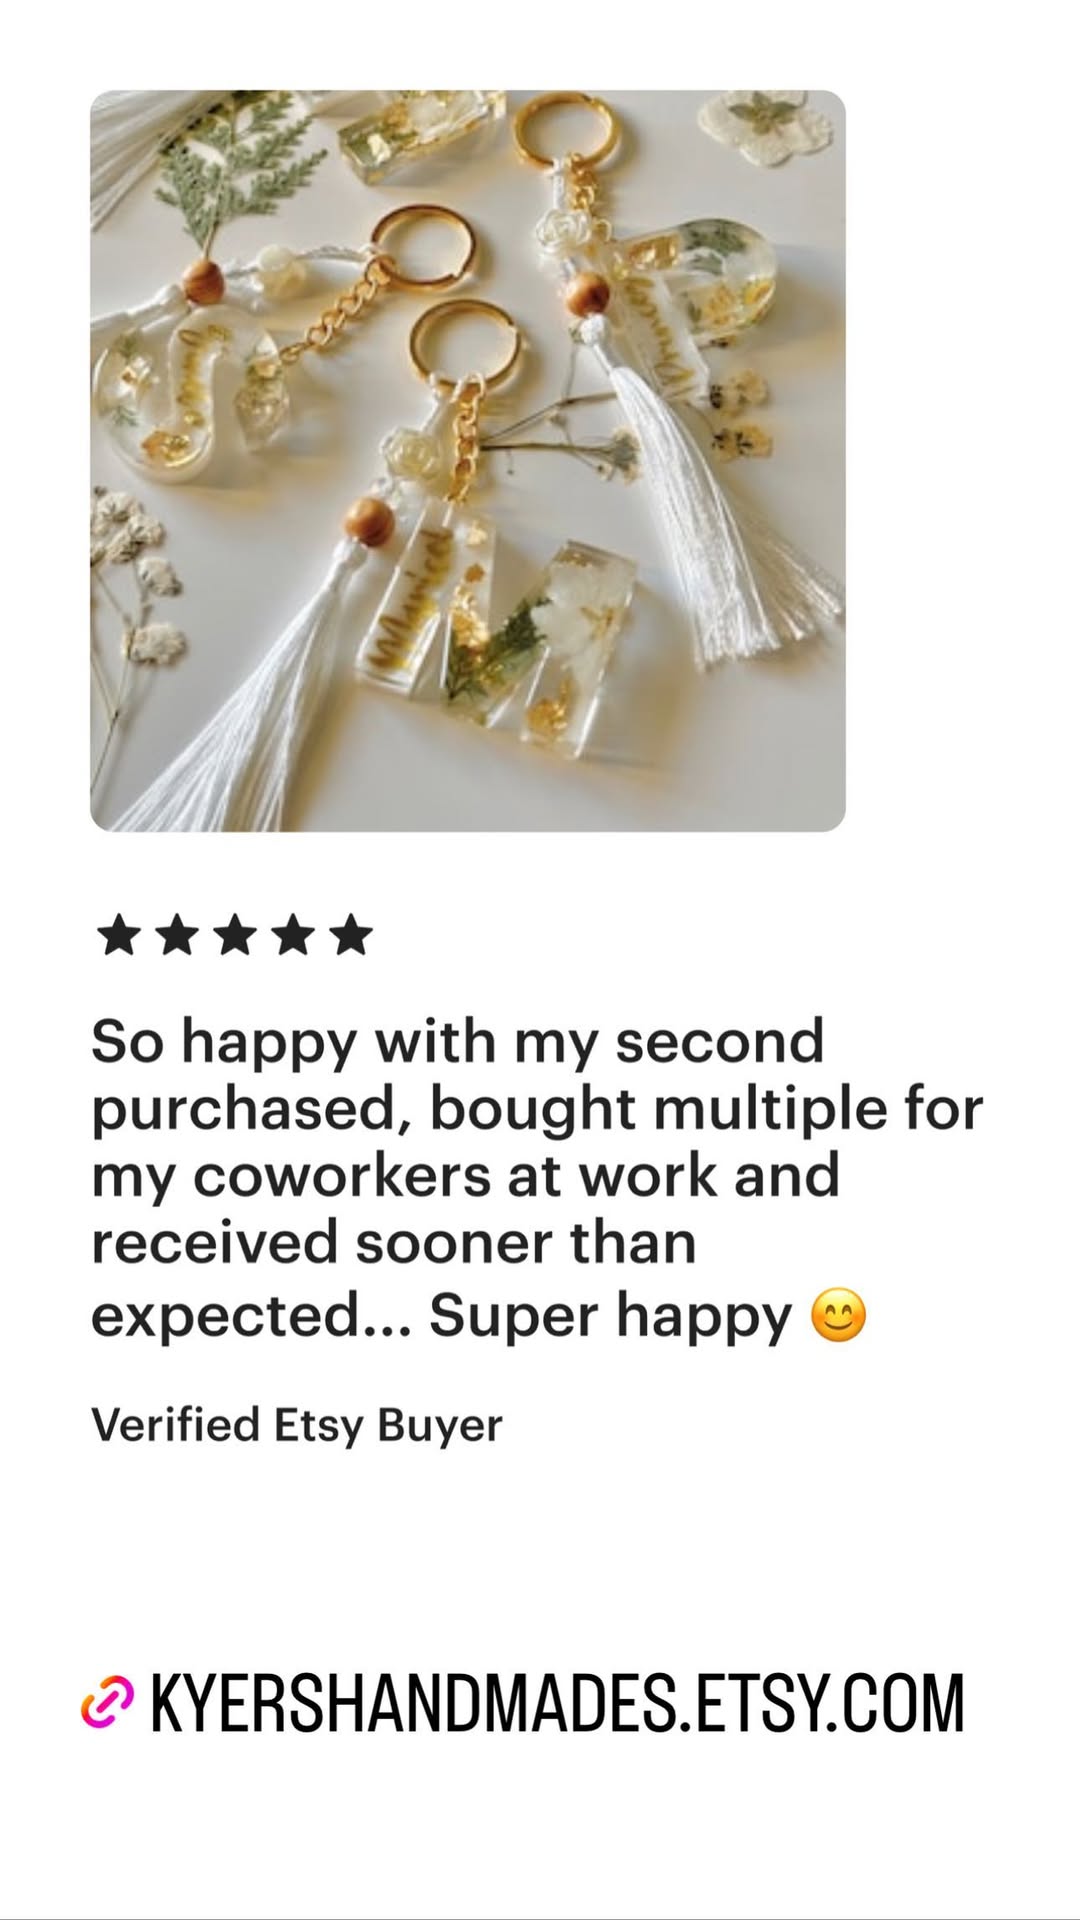 So happy with my second
purchased, bought multiple for
my coworkers at work and
received sooner than
expected... Super happy 😊
Verified Etsy Buyer
KYERSHANDMADES.ETSY.COM